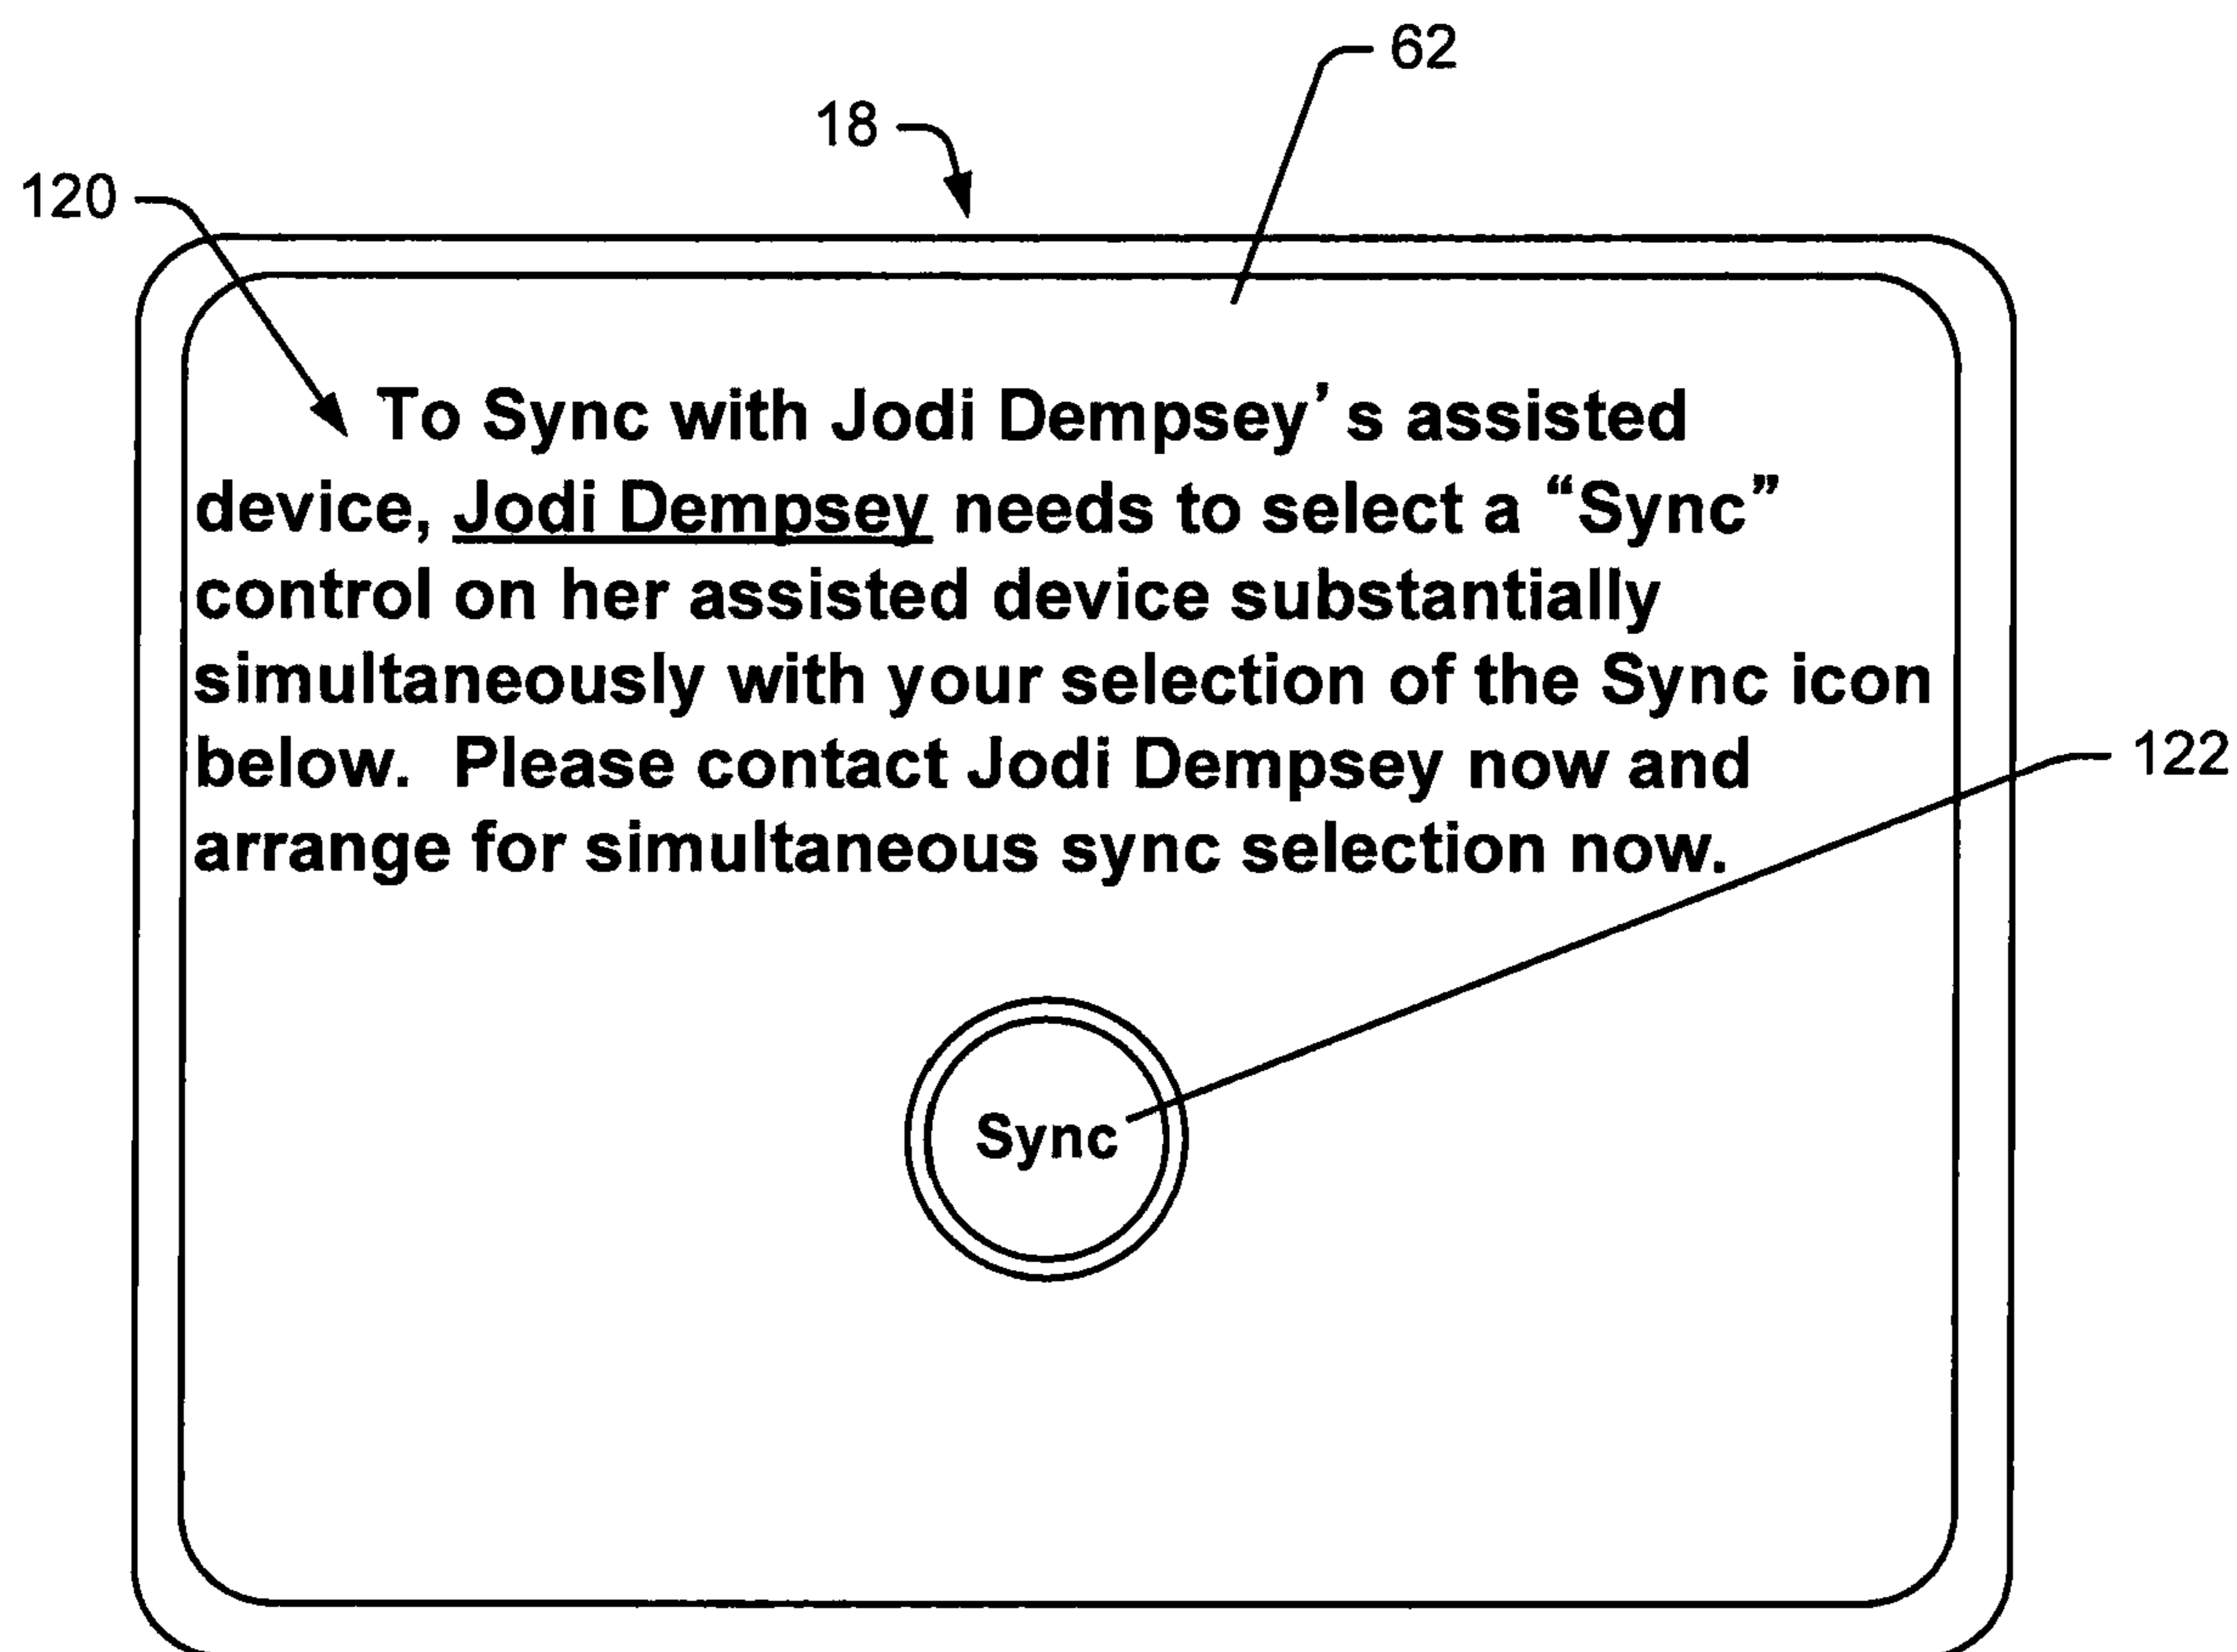 62
18
120
To Sync with Jodi Dempsey's assisted
device, Jodi Dempsey needs to select a “Sync”
control on her assisted device substantially
simultaneously with your selection of the Sync icon
below. Please contact Jodi Dempsey now and
arrange for simultaneous sync selection now.
122
Sync